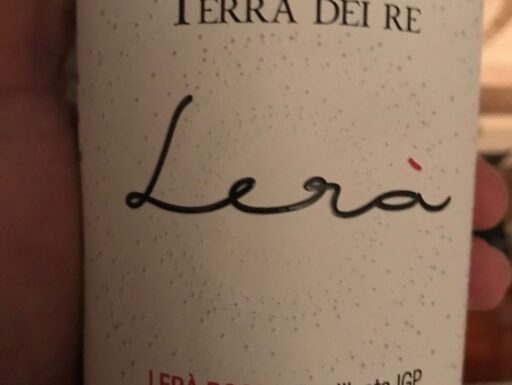 TERRA DEI RE
Lerà
LERÀ IGP